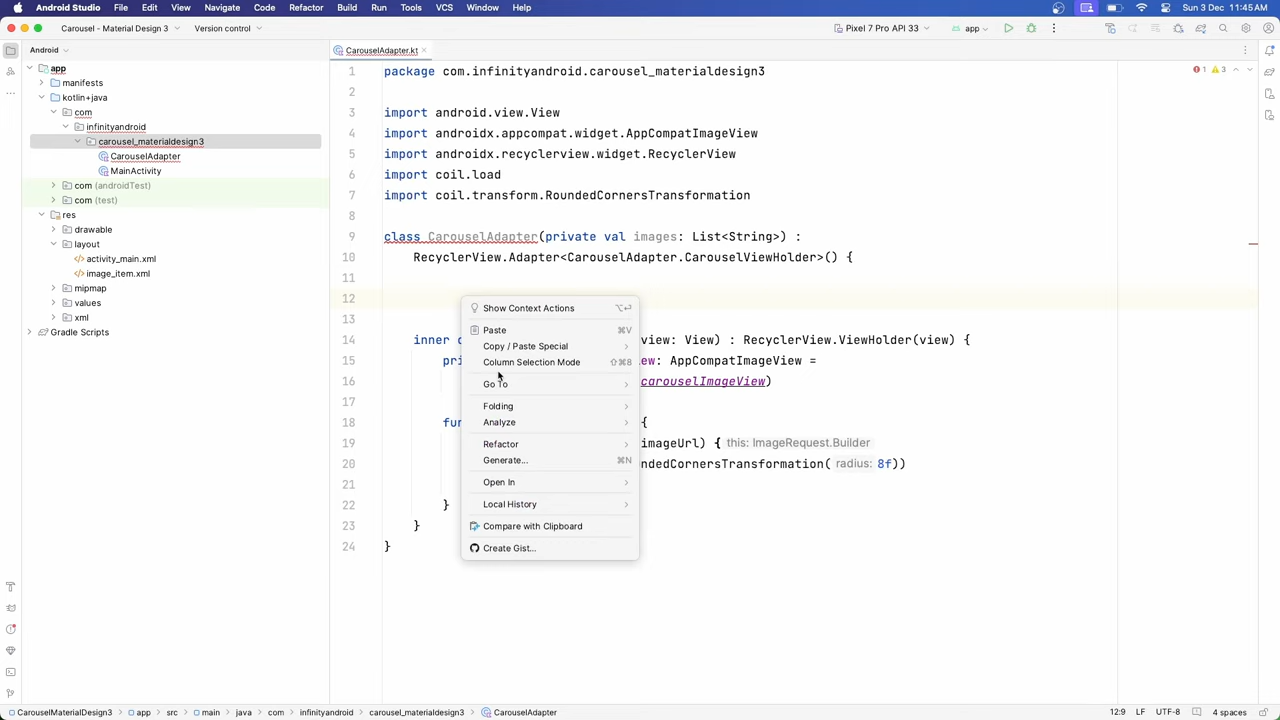 Android Studio File Edit View Navigate Code Refactor Build Run Tools VCS Window Help Sun 3 Dec 11:45 AM
Carousel - Material Design 3 Version control Pixel 7 Pro API 33 app
Android
CarouselAdapter.kt
app
manifests
kotlin+java
com
infinityandroid
carousel_materialdesign3
CarouselAdapter
MainActivity
com (androidTest)
com (test)
res
drawable
layout
activity_main.xml
image_item.xml
mipmap
values
xml
Gradle Scripts
1 3
1 package com.infinityandroid.carousel_materialdesign3
2
3 import android.view.View
4 import androidx.appcompat.widget.AppCompatImageView
5 import androidx.recyclerview.widget.RecyclerView
6 import coil.load
7 import coil.transform.RoundedCornersTransformation
8
9 class CarouselAdapter(private val images: List<String>) :
10 RecyclerView.Adapter<CarouselAdapter.CarouselViewHolder>() {
11
12
13
14 inner view: View) : RecyclerView.ViewHolder(view) {
15 pri ew: AppCompatImageView =
16 carouselImageView)
17
18 fu {
19 imageUrl) { this: ImageRequest.Builder
20 ndedCornersTransformation( radius: 8f))
21
22 }
23 }
24 }
Show Context Actions ⌥⏎
Paste ⌘V
Copy / Paste Special
Column Selection Mode ⇧⌘8
Go To
Folding
Analyze
Refactor
Generate... ⌘N
Open In
Local History
Compare with Clipboard
Create Gist...
CarouselMaterialDesign3 app src main java com infinityandroid carousel_materialdesign3 CarouselAdapter 12:9 LF UTF-8 4 spaces